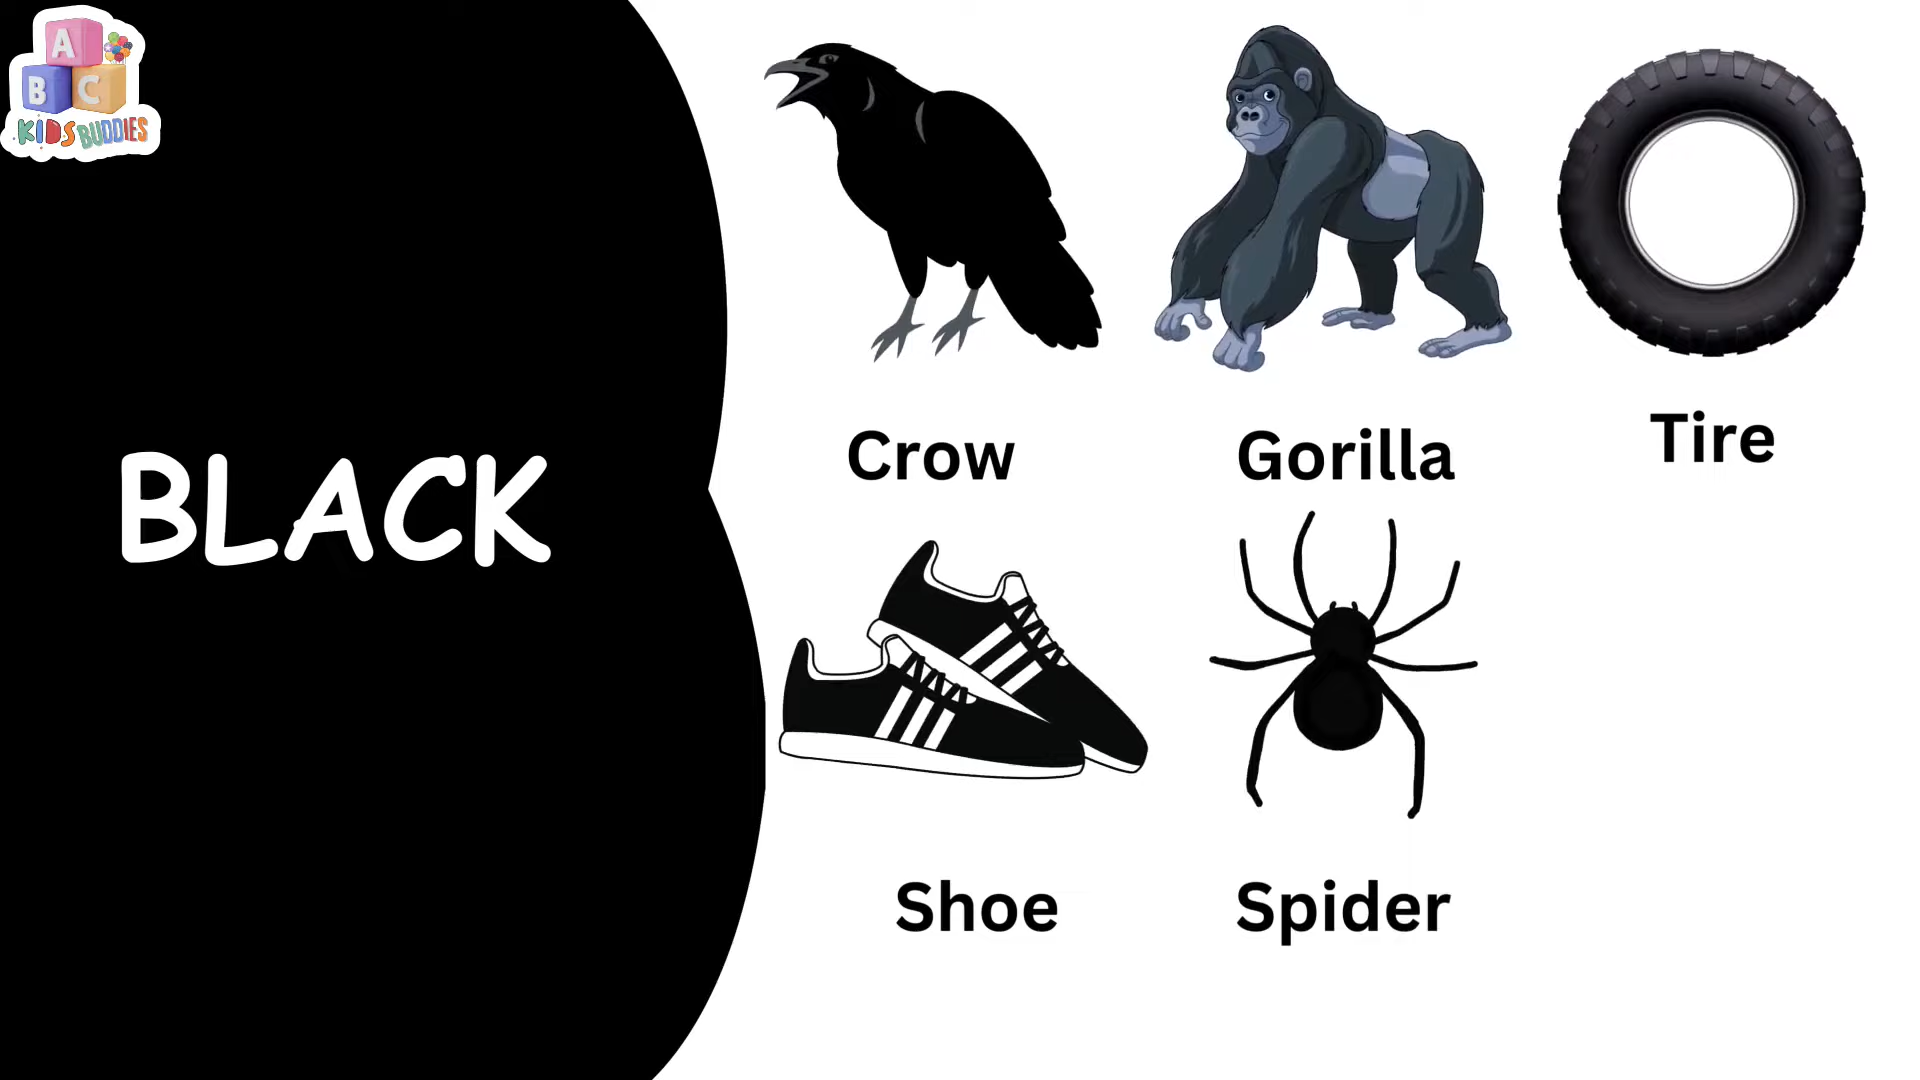 A
B C
KIDS BUDDIES
BLACK
Crow
Gorilla
Tire
Shoe
Spider